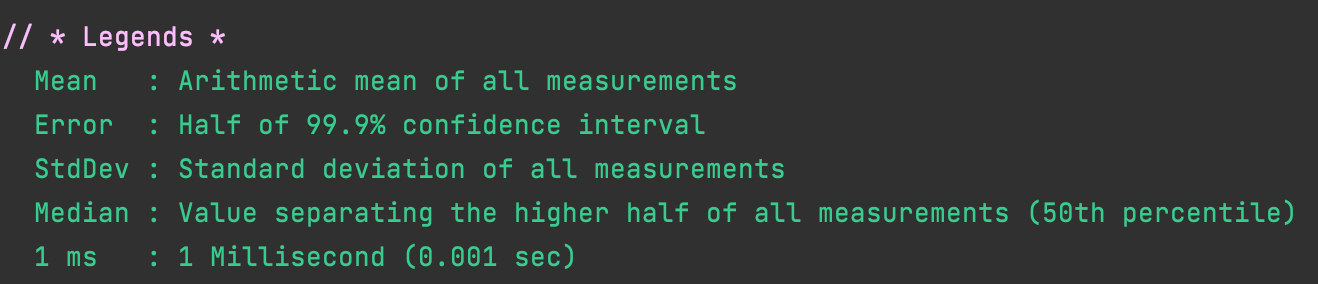 // * Legends *
  Mean   : Arithmetic mean of all measurements
  Error  : Half of 99.9% confidence interval
  StdDev : Standard deviation of all measurements
  Median : Value separating the higher half of all measurements (50th percentile)
  1 ms   : 1 Millisecond (0.001 sec)